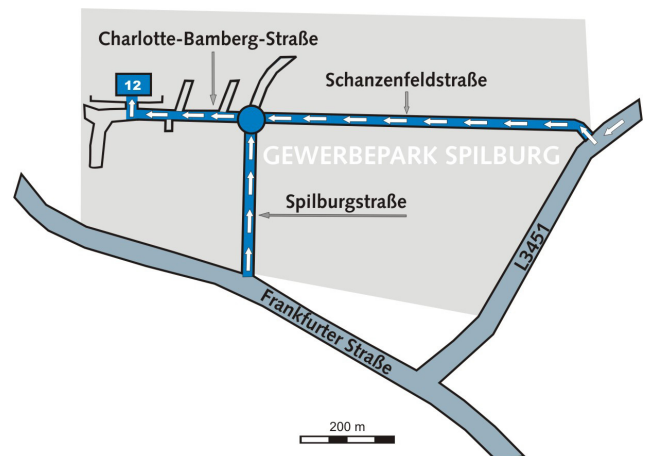 Charlotte-Bamberg-Straße
Schanzenfeldstraße
12
GEWERBEPARK SPILBURG
Spilburgstraße
L3451
Frankfurter Straße
200 m